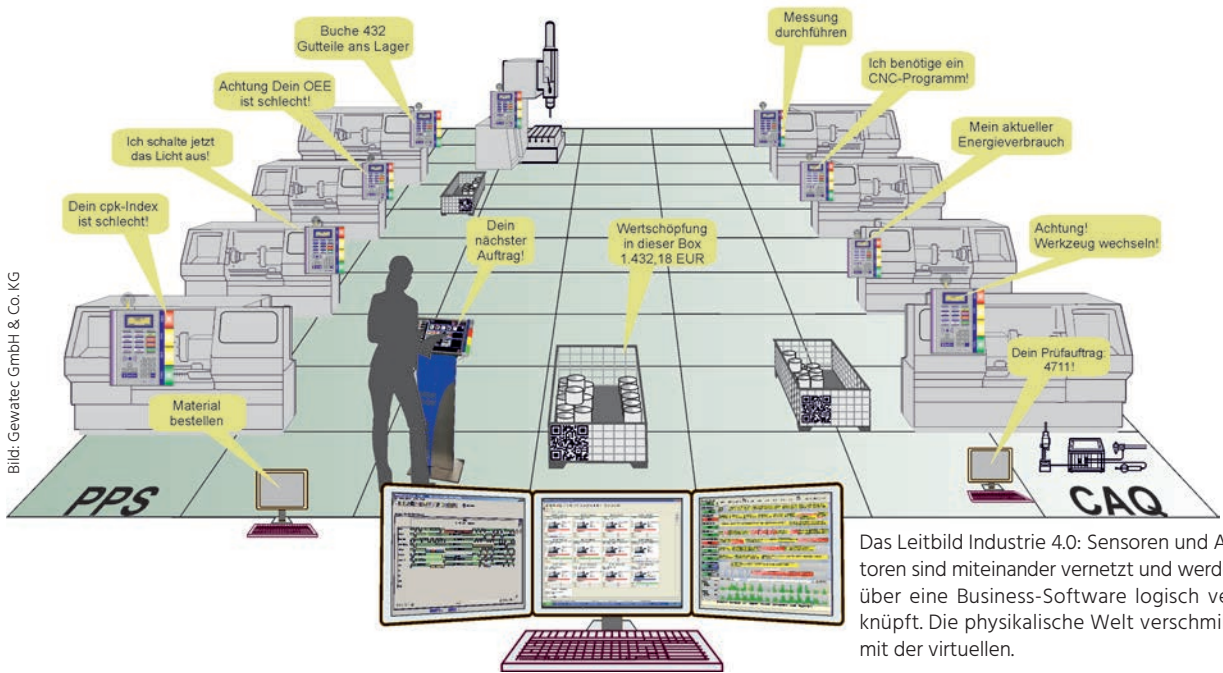 Buche 432
Gutteile ans Lager
Messung
durchführen
Achtung Dein OEE
ist schlecht!
Ich benötige ein
CNC-Programm!
Ich schalte jetzt
das Licht aus!
Mein aktueller
Energieverbrauch
Dein cpk-Index
ist schlecht!
Dein
nächster
Auftrag!
Wertschöpfung
in dieser Box
1.432,18 EUR
Achtung!
Werkzeug wechseln!
Dein Prüfauftrag:
4711!
Material
bestellen
Bild: Gewatec GmbH & Co. KG
PPS
CAQ
Das Leitbild Industrie 4.0: Sensoren und A
toren sind miteinander vernetzt und werd
über eine Business-Software logisch ve
knüpft. Die physikalische Welt verschmi
mit der virtuellen.